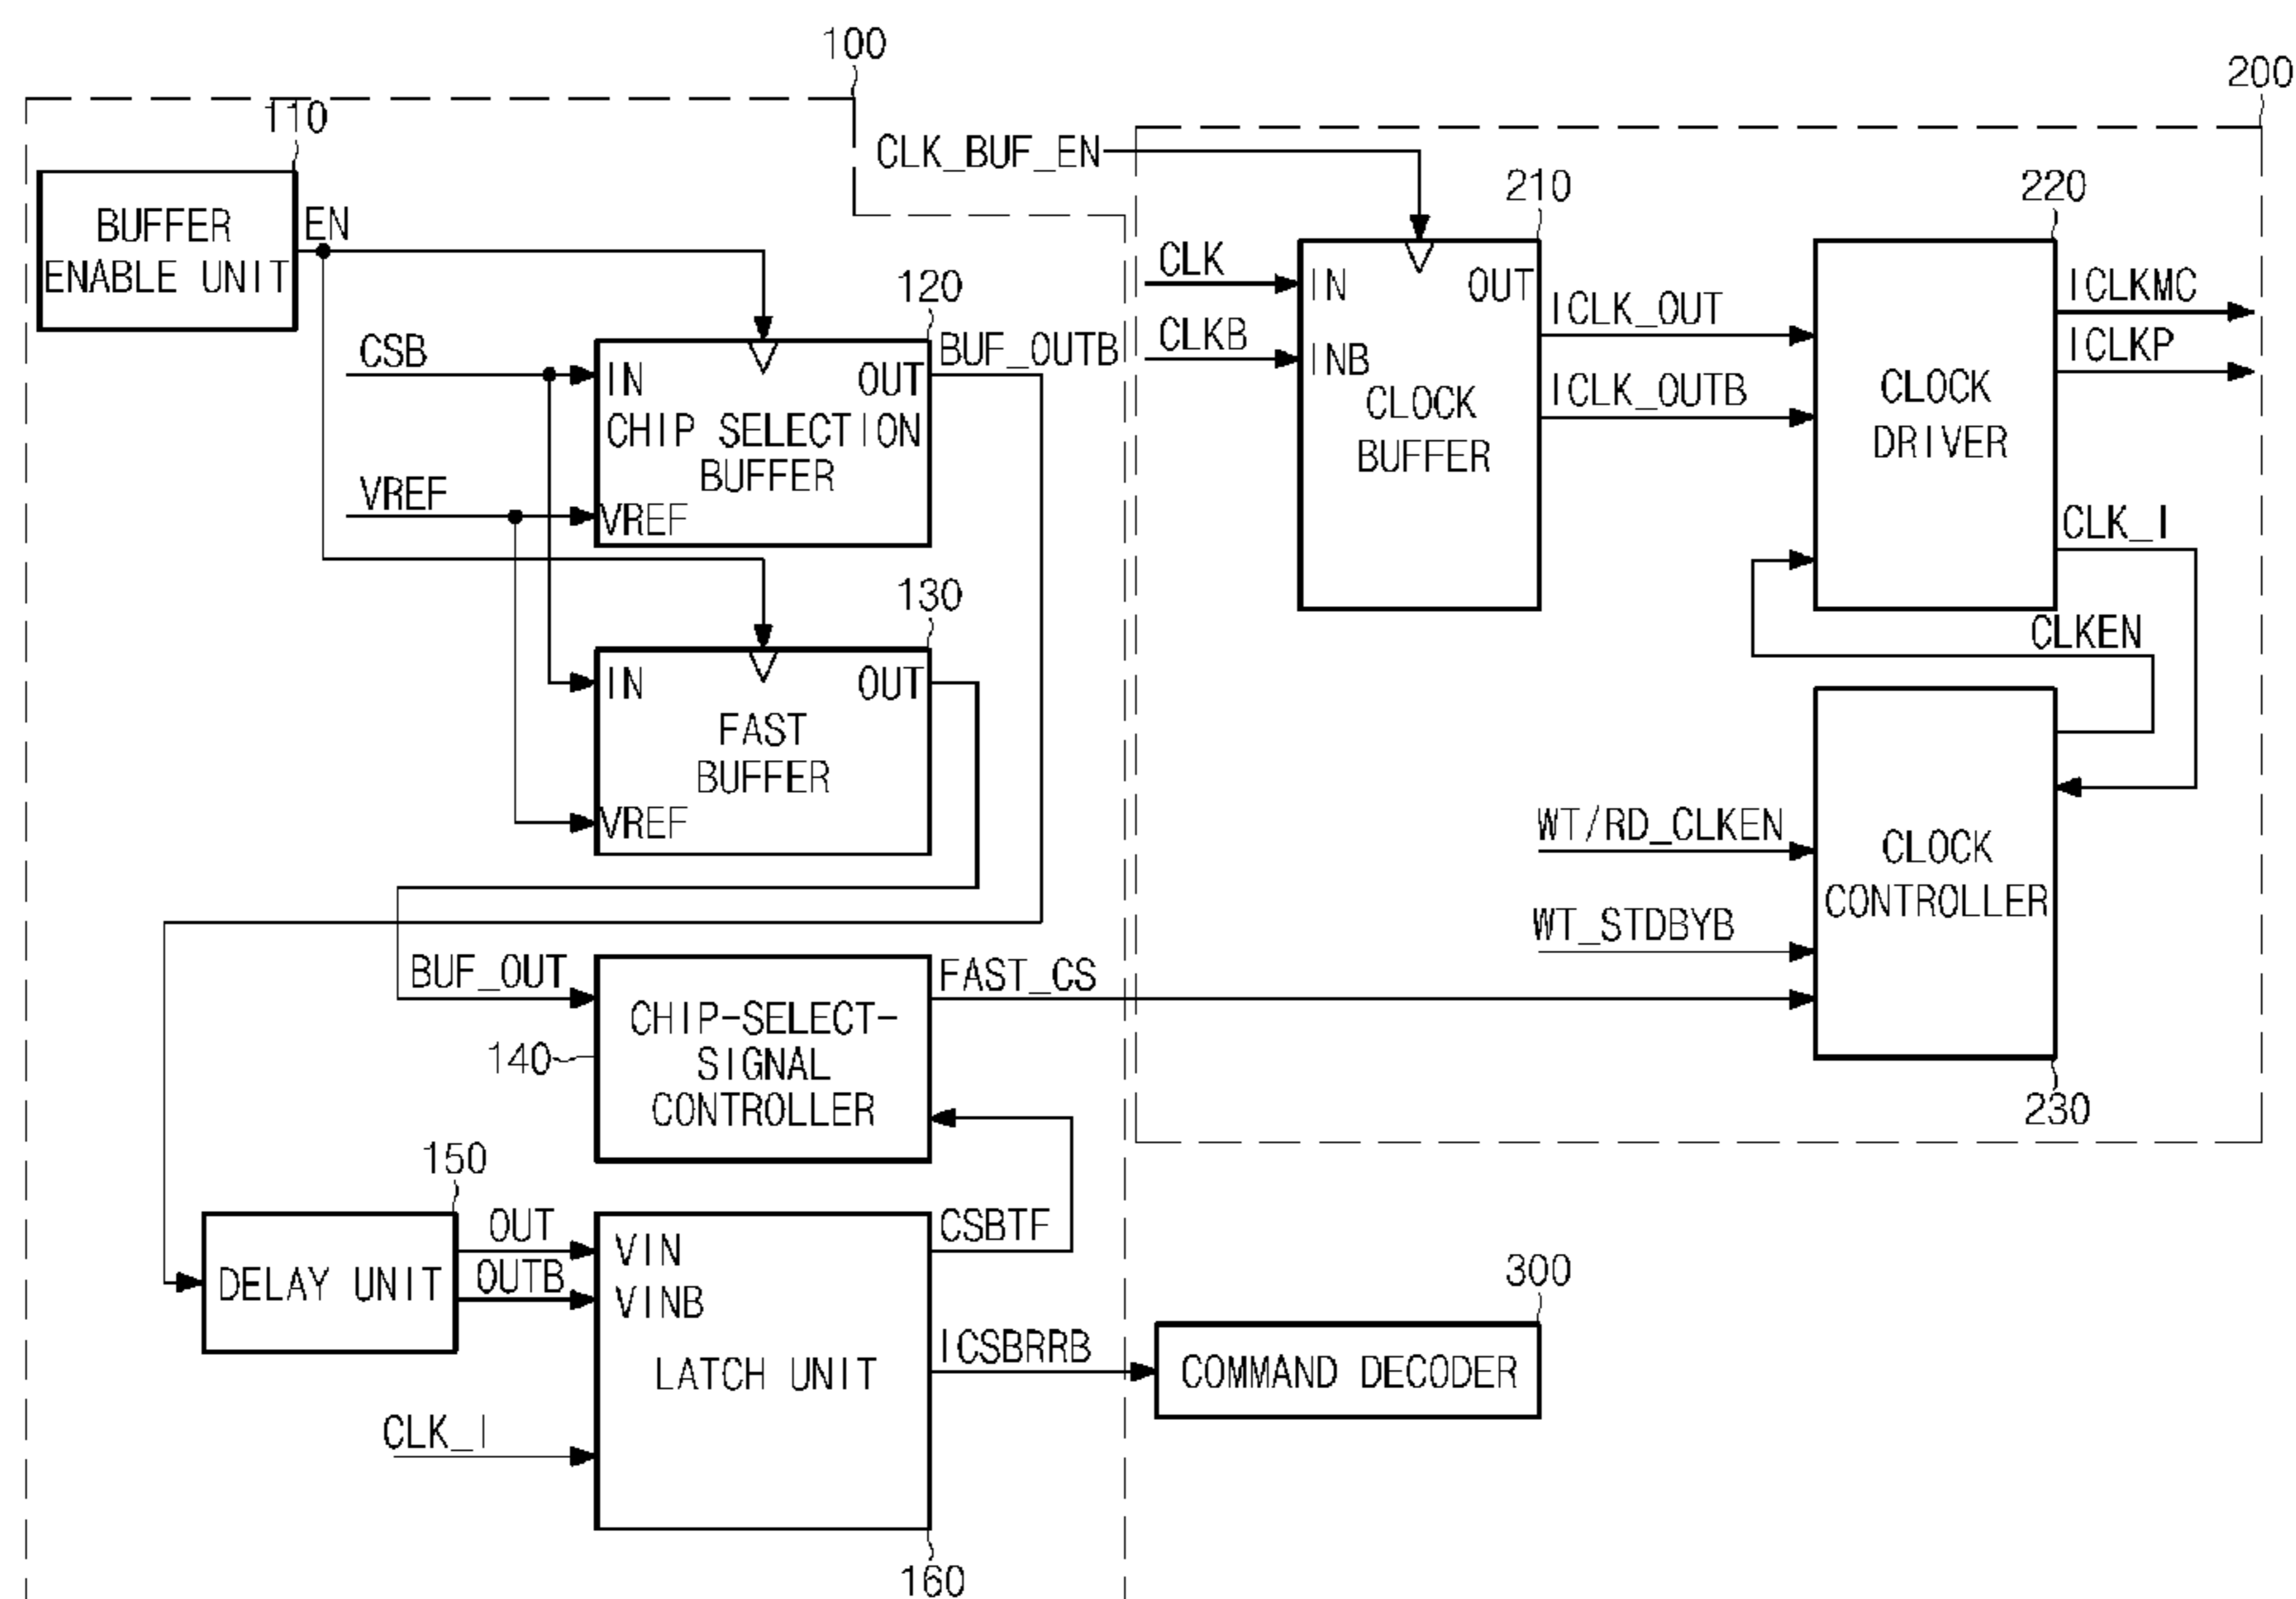 100
200
110
CLK_BUF_EN
210
220
BUFFER
ENABLE UNIT
EN
CLK
IN
OUT
ICLK_OUT
ICLKMC
120
CSB
IN
OUT
BUF_OUTB
CLKB
INB
ICLKP
CHIP SELECTION
BUFFER
CLOCK
BUFFER
ICLK_OUTB
CLOCK
DRIVER
VREF
VREF
CLK_I
130
CLKEN
IN
OUT
FAST
BUFFER
VREF
WT/RD_CLKEN
CLOCK
CONTROLLER
WT_STDBYB
BUF_OUT
FAST_CS
CHIP-SELECT-
SIGNAL
CONTROLLER
140
230
150
OUT
OUTB
DELAY UNIT
VIN
VINB
CSBTF
LATCH UNIT
ICSBRRB
300
COMMAND DECODER
CLK_I
160